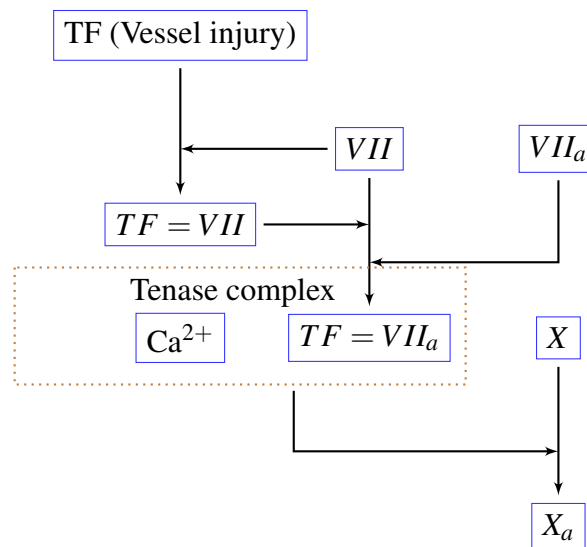 TF (Vessel injury)
VII
VIIₐ
TF = VII
Tenase complex
Ca²⁺
TF = VIIₐ
X
Xₐ